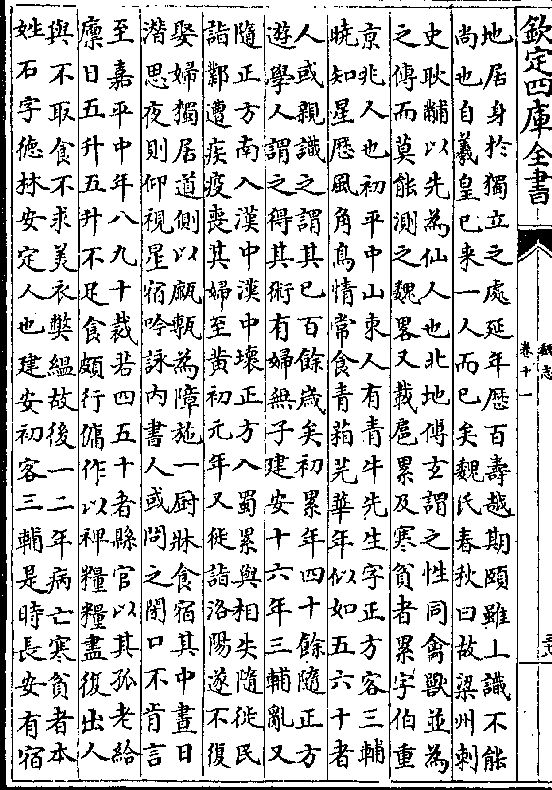 欽定四庫全書
魏志
卷十一
地居身於獨立之處延年歷百壽越期頤雖上識不能
尚也自羲皇已來一人而已矣魏氏春秋曰故梁州刺
史耿黼以先為仙人也北地傅玄謂之性同禽獸並為
之傳而莫能測之魏畧又載扈累及寒貧者累字伯重
京兆人也初平中山東人有青牛先生字正方客三輔
曉知星厯風角鳥情常食青葙芫華年似如五六十者
人或親識之謂其已百餘嵗矣初累年四十餘隨正方
遊學人謂之得其術有婦無子建安十六年三輔亂又
隨正方南入漢中漢中壊正方入蜀累與相失隨徙民
詣鄴遭疾疫喪其婦至黄初元年又徙詣洛陽遂不復
娶婦獨居道側以㼾甎為障施一厨牀食宿其中晝日
潜思夜則仰視星宿吟詠内書人或問之閉口不肯言
至嘉平中年八九十裁若四五十者縣官以其孤老給
廪日五升五升不足食頗行傭作以裨糧糧盡復出人
與不取食不求美衣弊緼故後一二年病亡寒貧者本
姓石字徳林安定人也建安初客三輔是時長安有宿